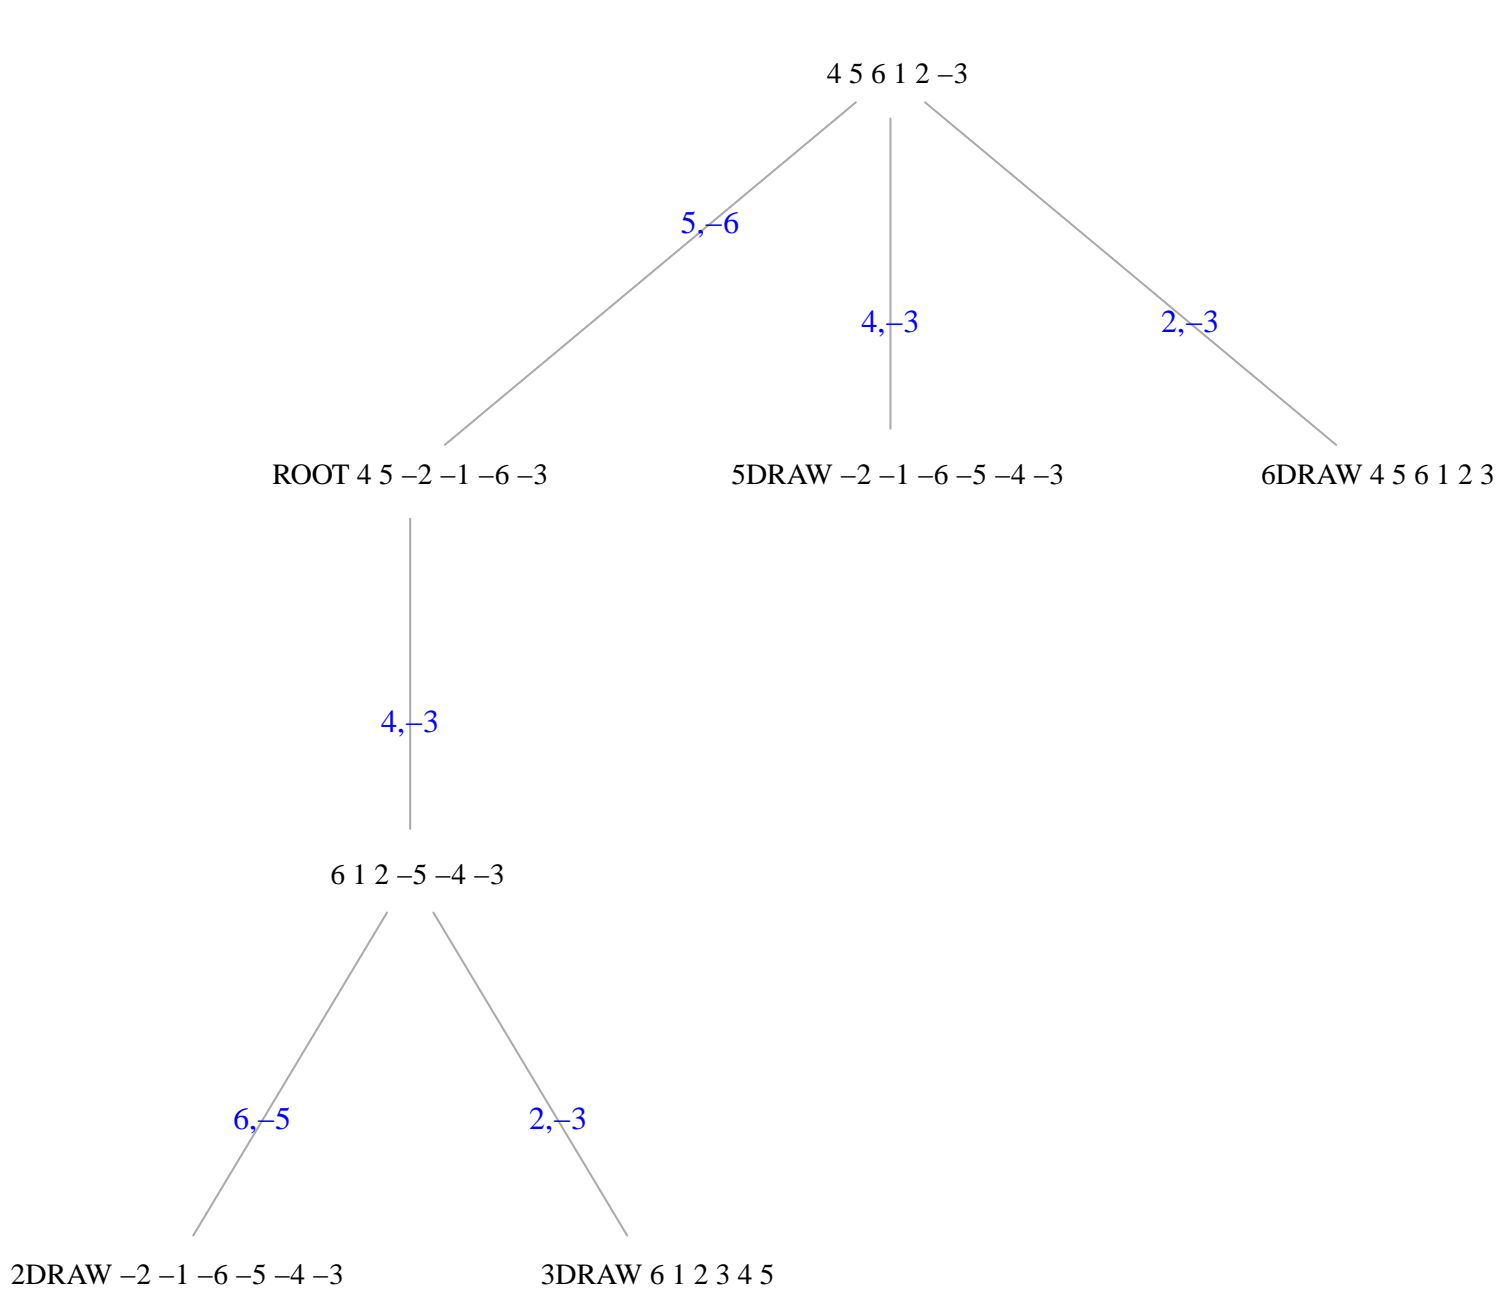 4 5 6 1 2 –3
5,–6
4,–3
2,–3
ROOT 4 5 –2 –1 –6 –3
5DRAW –2 –1 –6 –5 –4 –3
6DRAW 4 5 6 1 2 3
4,–3
6 1 2 –5 –4 –3
6,–5
2,–3
2DRAW –2 –1 –6 –5 –4 –3
3DRAW 6 1 2 3 4 5